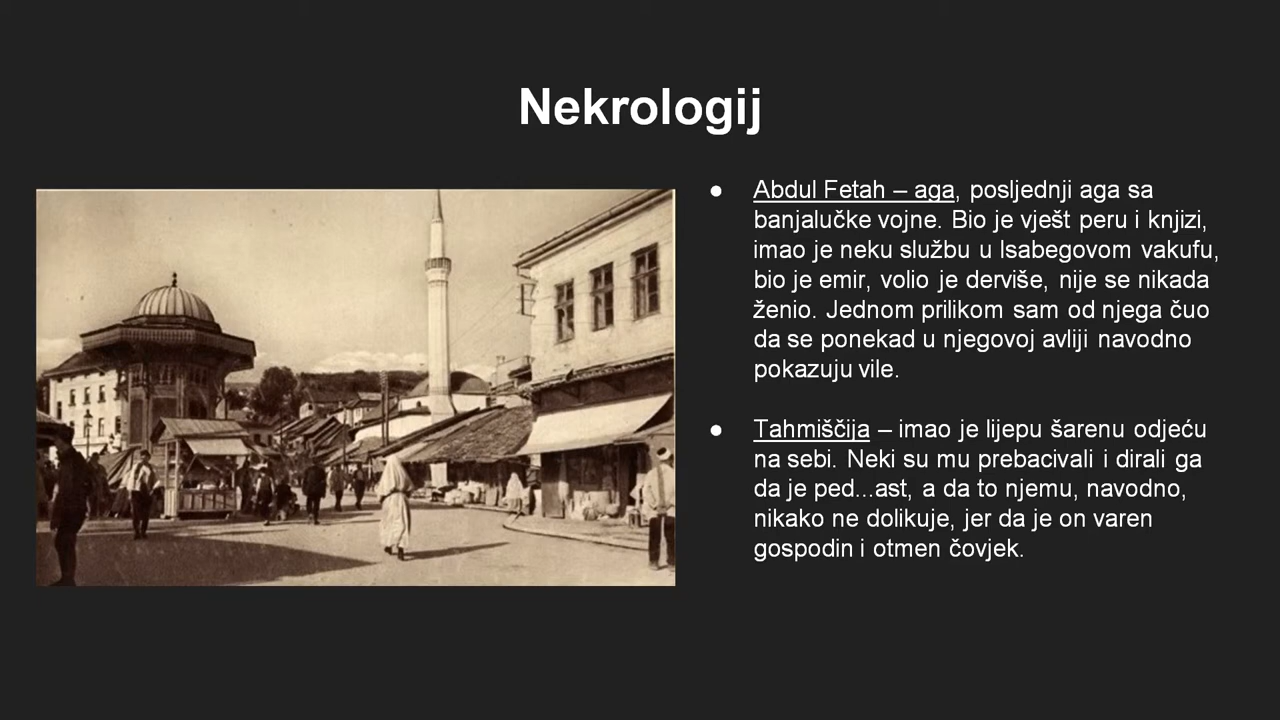 Nekrologij
● Abdul Fetah – aga, posljednji aga sa
banjalučke vojne. Bio je vješt peru i knjizi,
imao je neku službu u Isabegovom vakufu,
bio je emir, volio je derviše, nije se nikada
ženio. Jednom prilikom sam od njega čuo
da se ponekad u njegovoj avliji navodno
pokazuju vile.
● Tahmiščija – imao je lijepu šarenu odjeću
na sebi. Neki su mu prebacivali i dirali ga
da je ped...ast, a da to njemu, navodno,
nikako ne dolikuje, jer da je on varen
gospodin i otmen čovjek.